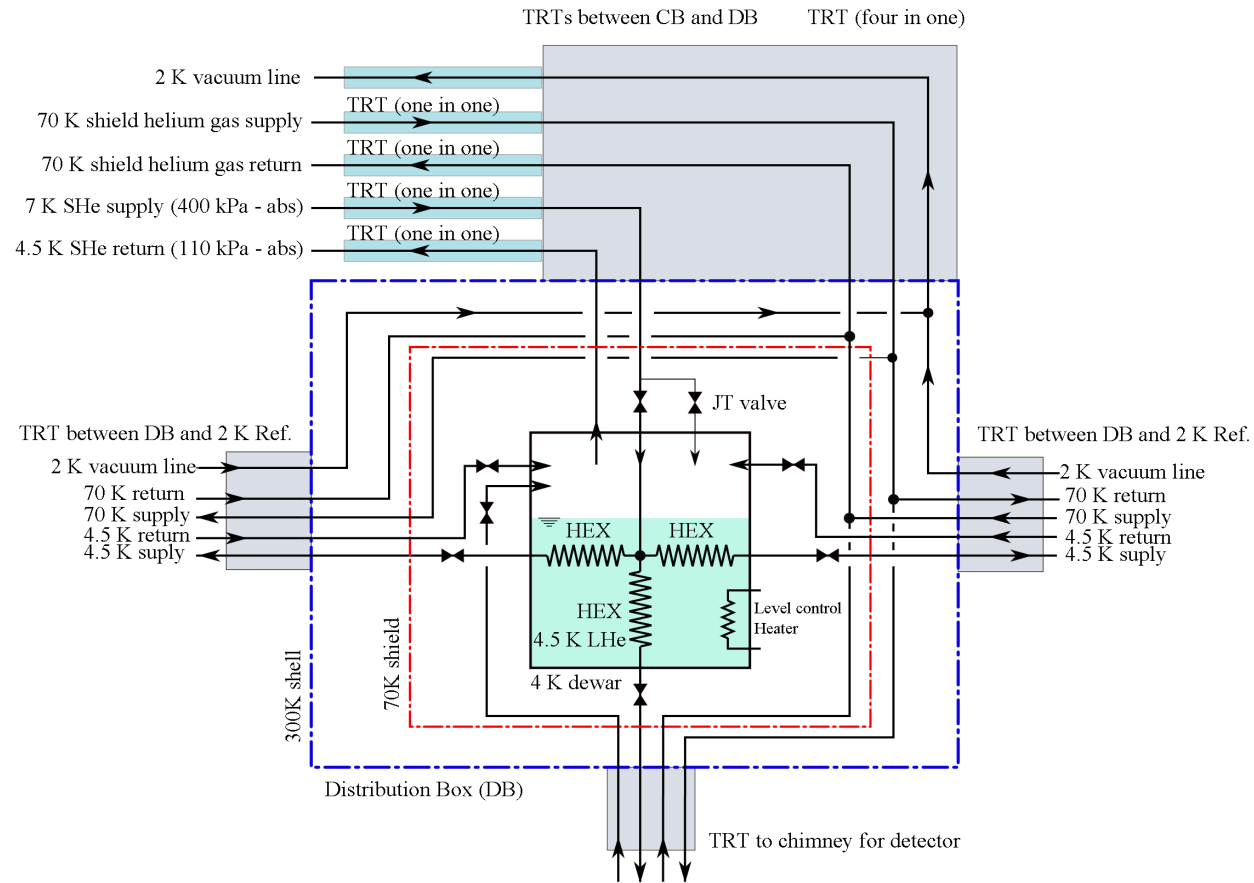 TRTs between CB and DB
TRT (four in one)
2 K vacuum line
TRT (one in one)
70 K shield helium gas supply
TRT (one in one)
70 K shield helium gas return
TRT (one in one)
7 K SHe supply (400 kPa - abs)
TRT (one in one)
4.5 K SHe return (110 kPa - abs)
JT valve
TRT between DB and 2 K Ref.
2 K vacuum line
70 K return
70 K supply
4.5 K return
4.5 K suply
TRT between DB and 2 K Ref.
2 K vacuum line
70 K return
70 K supply
4.5 K return
4.5 K suply
HEX
HEX
HEX
4.5 K LHe
Level control
Heater
4 K dewar
70K shield
300K shell
Distribution Box (DB)
TRT to chimney for detector